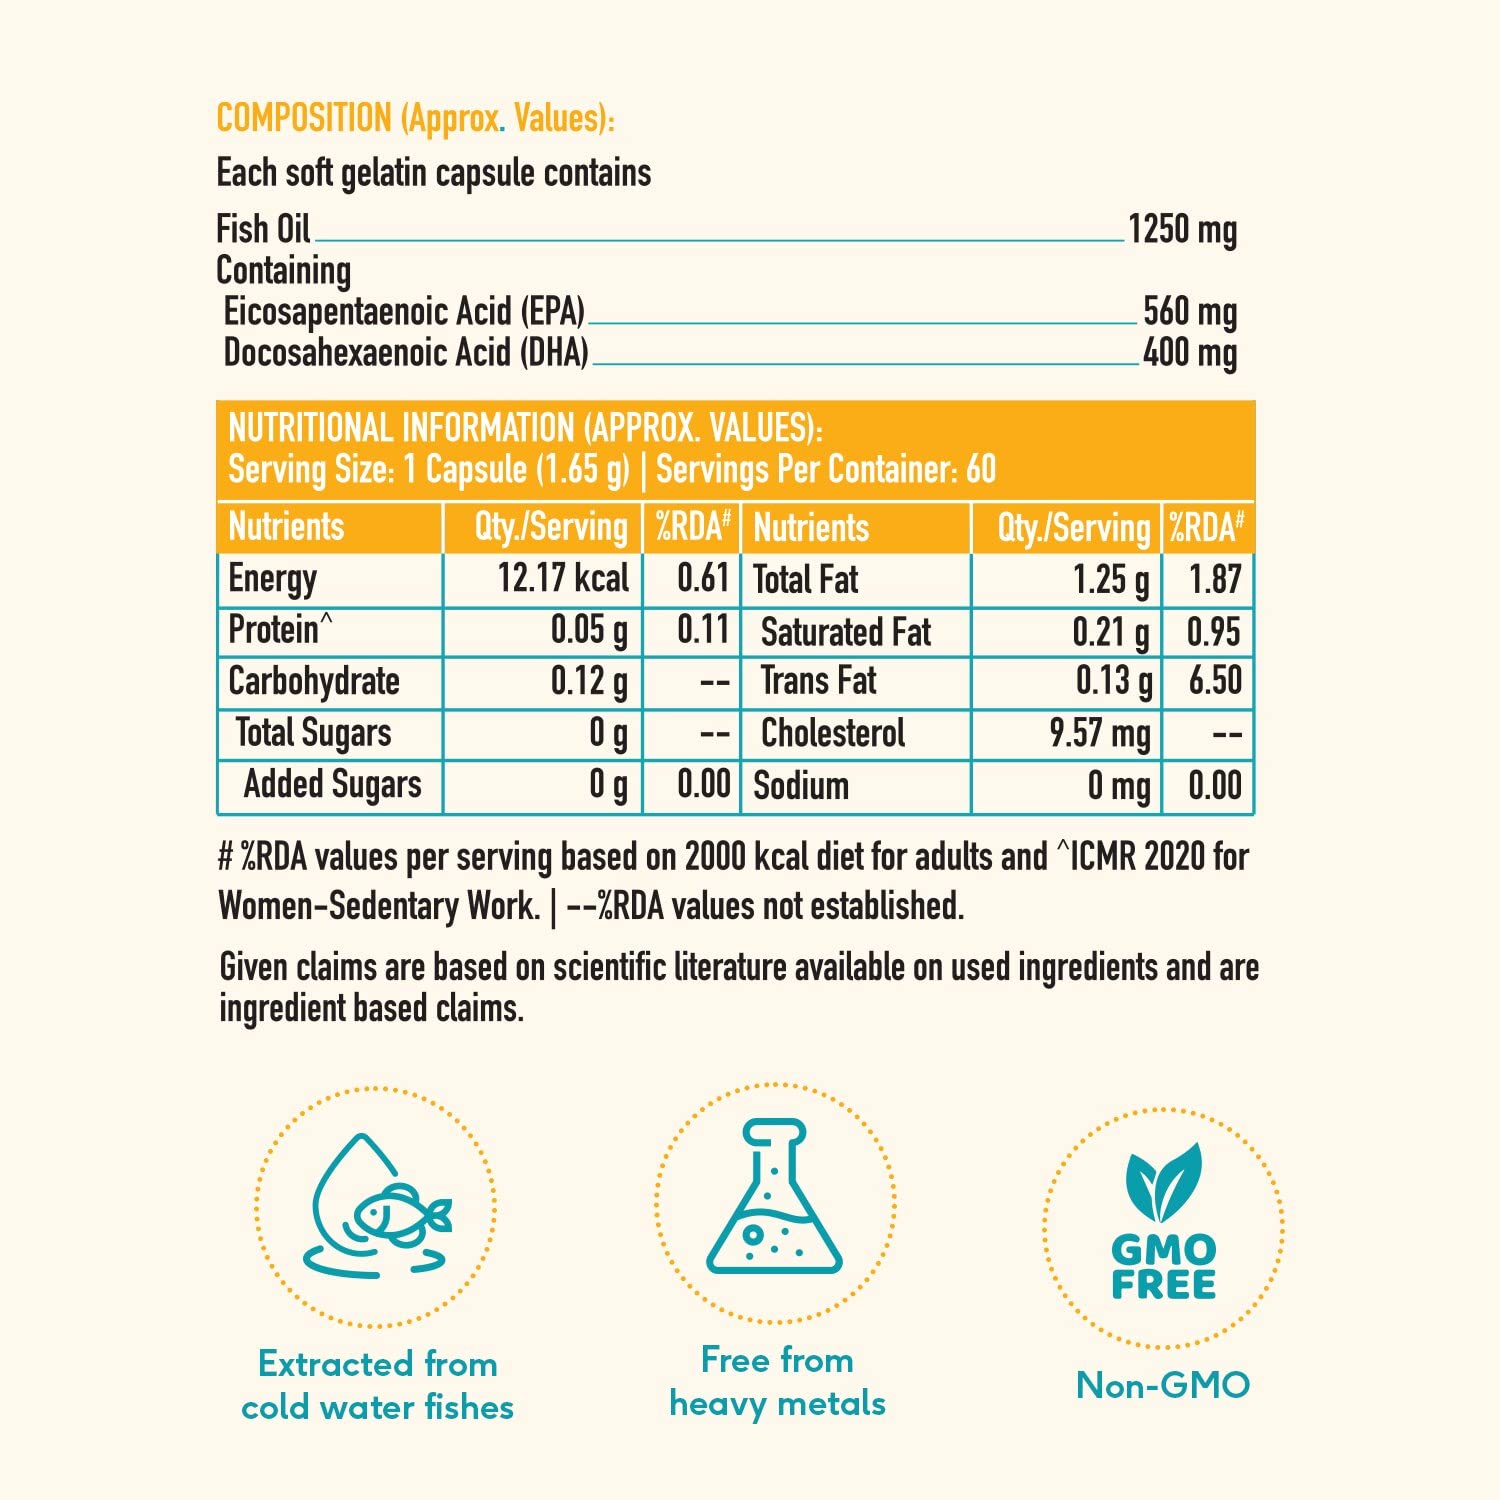 COMPOSITION (Approx. Values):
Each soft gelatin capsule contains
Fish Oil 1250 mg
Containing
Eicosapentaenoic Acid (EPA) 560 mg
Docosahexaenoic Acid (DHA) 400 mg
NUTRITIONAL INFORMATION (APPROX. VALUES):
Serving Size: 1 Capsule (1.65 g) | Servings Per Container: 60
Nutrients Qty./Serving %RDA# Nutrients Qty./Serving %RDA#
Energy 12.17 kcal 0.61 Total Fat 1.25 g 1.87
Protein^ 0.05 g 0.11 Saturated Fat 0.21 g 0.95
Carbohydrate 0.12 g -- Trans Fat 0.13 g 6.50
Total Sugars 0 g -- Cholesterol 9.57 mg --
Added Sugars 0 g 0.00 Sodium 0 mg 0.00
# %RDA values per serving based on 2000 kcal diet for adults and ^ICMR 2020 for
Women-Sedentary Work. | --%RDA values not established.
Given claims are based on scientific literature available on used ingredients and are
ingredient based claims.
Extracted from
cold water fishes
Free from
heavy metals
GMO
FREE
Non-GMO